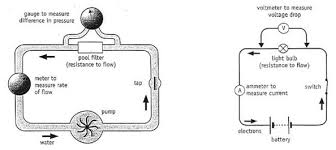 gauge to measure
difference in pressure
pool filter
(resistance to flow)
meter to
measure rate
of flow
tap
pump
water
voltmeter to measure
voltage drop
V
light bulb
(resistance to flow)
A
ammeter to
measure current
switch
electrons
battery